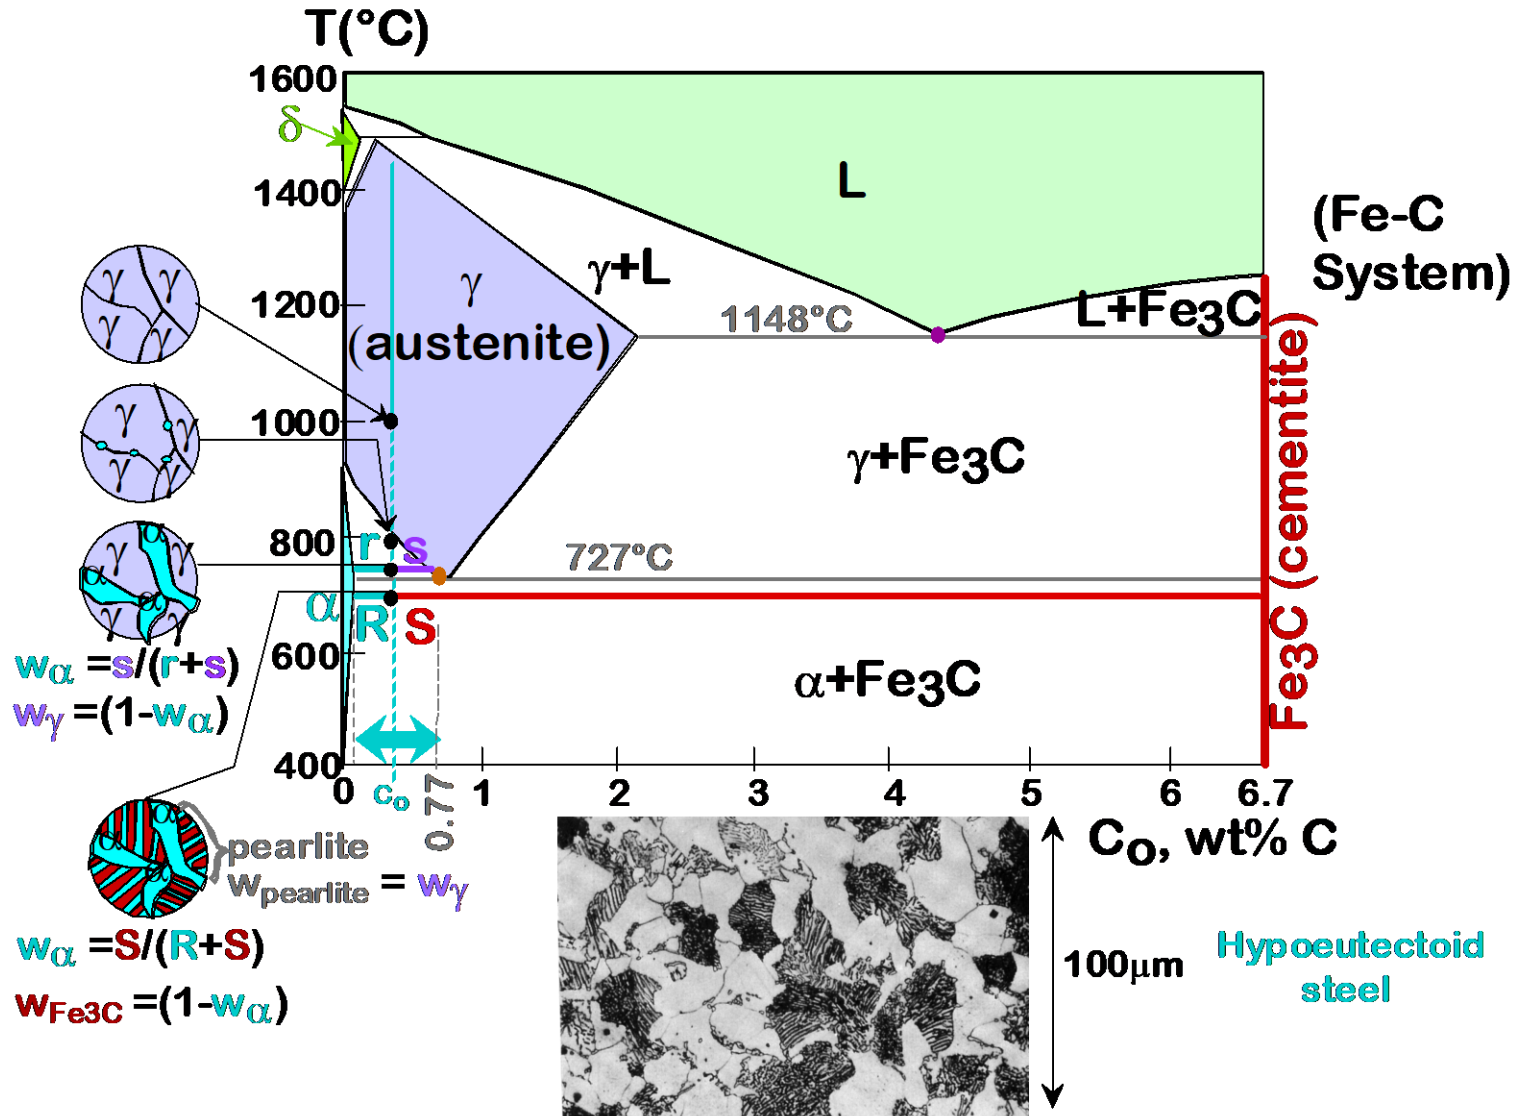 T(°C)
1600
δ
L
1400
(Fe-C
System)
γ+L
γ
(austenite)
γ γ
γ γ
1200
1148°C
L+Fe3C
γ
γ
γ
γ
1000
γ+Fe3C
Fe3C (cementite)
α
γ γ
α
α
γ γ
800
r s
727°C
α
R S
600
α+Fe3C
wα =s/(r+s)
wγ =(1-wα)
400
0 co 0.77 1 2 3 4 5 6 6.7
Co, wt% C
α
α α
α
pearlite
wpearlite = wγ
wα =S/(R+S)
wFe3C =(1-wα)
100μm
Hypoeutectoid
steel